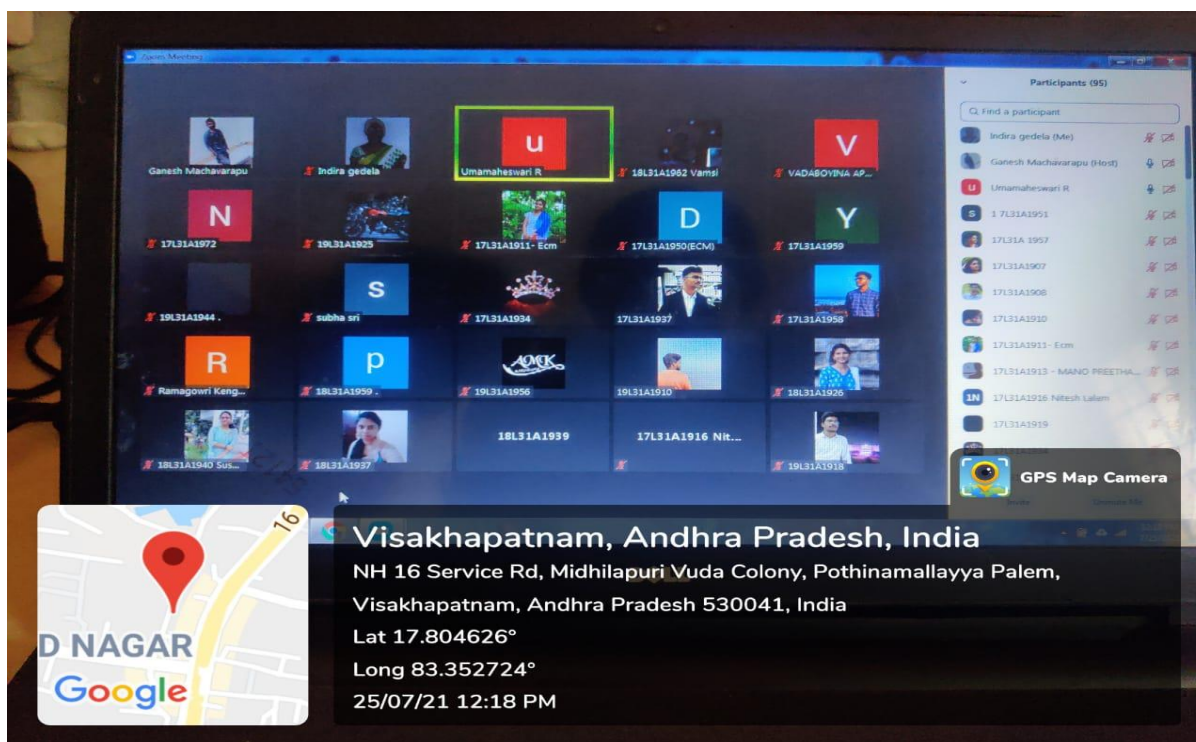 Zoom Meeting
Ganesh Machavarapu
Indira gedela
u
Umamaheswari R
18L31A1962 Vamsi
V
VADABOYINA AP...
N
17L31A1972
19L31A1925
17L31A1911- Ecm
D
17L31A1950(ECM)
Y
17L31A1959
19L31A1944 .
S
subha sri
17L31A1934
17L31A1937
17L31A1958
R
Ramagowri Keng...
p
18L31A1959 .
AMK
19L31A1956
19L31A1910
18L31A1926
18L31A1940 Sus...
18L31A1937
18L31A1939
17L31A1916 Nit...
19L31A1918
Participants (95)
Find a participant
Indira gedela (Me)
Ganesh Machavarapu (Host)
U
Umamaheswari R
S
1 7L31A1951
17L31A 1957
17L31A1907
17L31A1908
17L31A1910
17L31A1911- Ecm
17L31A1913 - MANO PREETHA...
1N
17L31A1916 Nitesh Lalam
17L31A1919
GPS Map Camera
16
D NAGAR
Google
Visakhapatnam, Andhra Pradesh, India
NH 16 Service Rd, Midhilapuri Vuda Colony, Pothinamallayya Palem,
Visakhapatnam, Andhra Pradesh 530041, India
Lat 17.804626°
Long 83.352724°
25/07/21 12:18 PM